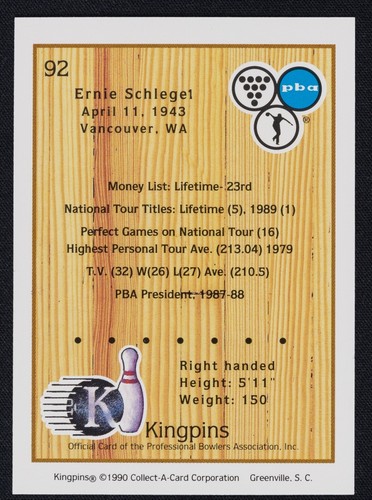 92
pba
®
Ernie Schlegel
April 11, 1943
Vancouver, WA
Money List: Lifetime- 23rd
National Tour Titles: Lifetime (5), 1989 (1)
Perfect Games on National Tour (16)
Highest Personal Tour Ave. (213.04) 1979
T.V. (32) W(26) L(27) Ave. (210.5)
PBA President, 1987-88
Right handed
Height: 5'11"
Weight: 150
K
Kingpins
Official Card of the Professional Bowlers Association, Inc.
Kingpins® ©1990 Collect-A-Card Corporation Greenville, S. C.